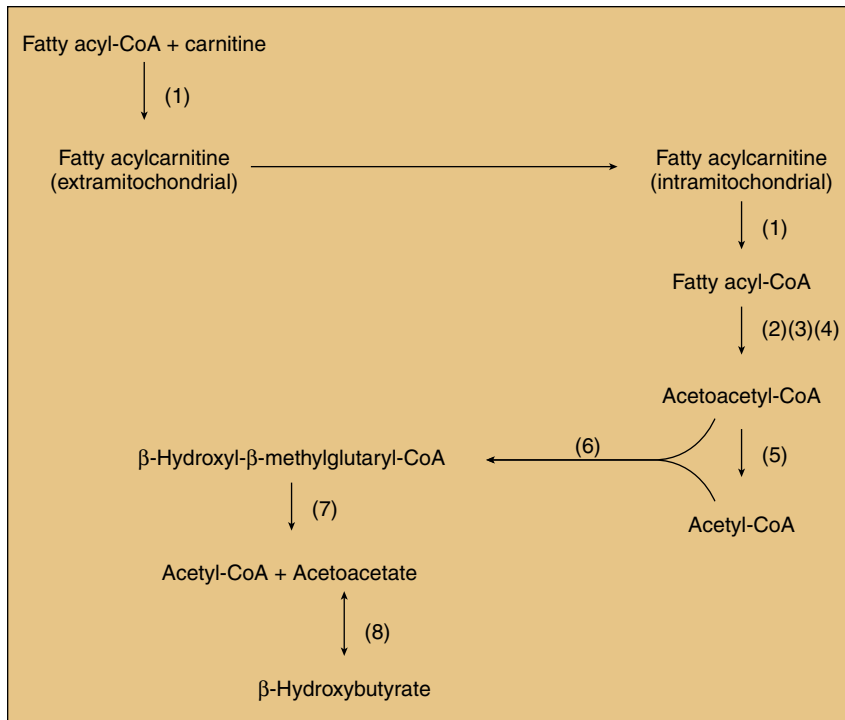 Fatty acyl-CoA + carnitine
(1)
Fatty acylcarnitine
(extramitochondrial)
Fatty acylcarnitine
(intramitochondrial)
(1)
Fatty acyl-CoA
(2)(3)(4)
Acetoacetyl-CoA
(6)
(5)
β-Hydroxyl-β-methylglutaryl-CoA
(7)
Acetyl-CoA
Acetyl-CoA + Acetoacetate
(8)
β-Hydroxybutyrate